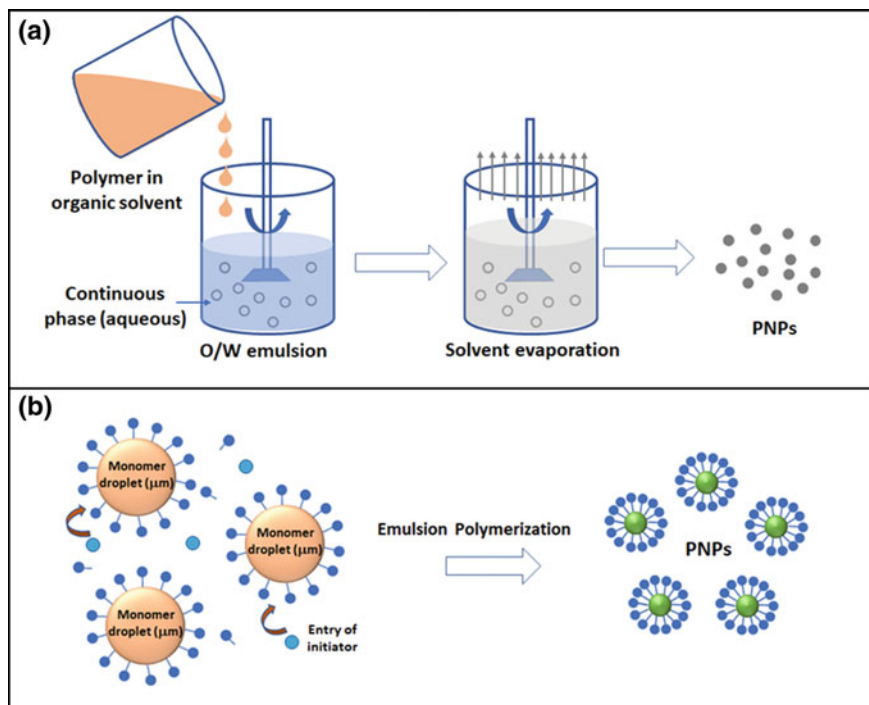 (a)
Polymer in
organic solvent
Continuous
phase (aqueous)
O/W emulsion
Solvent evaporation
PNPs
(b)
Monomer
droplet (μm)
Monomer
droplet (μm)
Monomer
droplet (μm)
Entry of
initiator
Emulsion Polymerization
PNPs